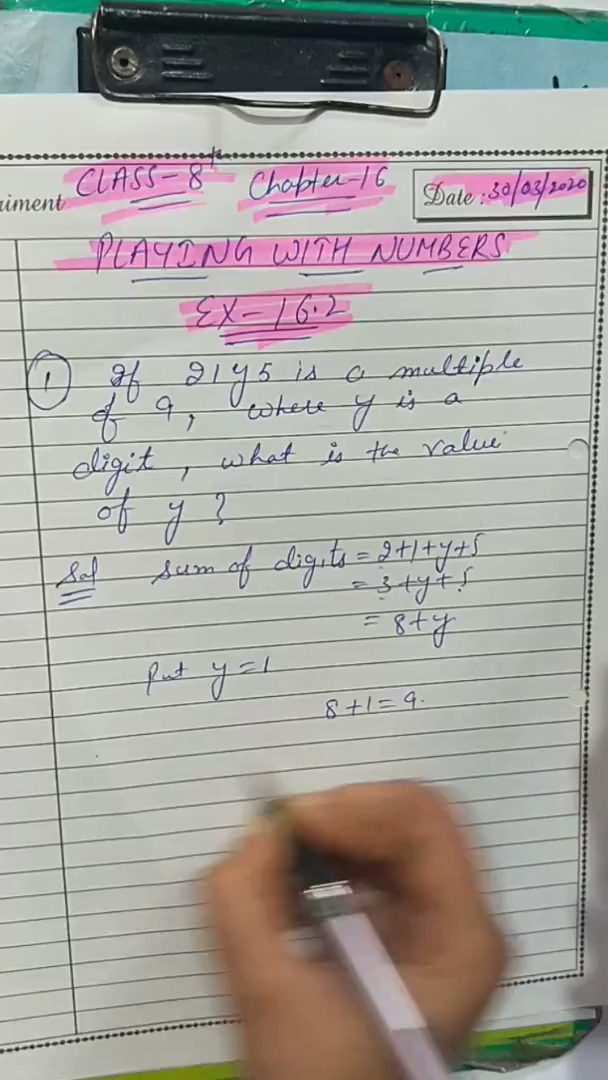 CLASS-8th Chapter-16
aiment Date: 30/03/2020
PLAYING WITH NUMBERS
EX-16.2
1 If 21y5 is a multiple
of 9, where y is a
digit, what is the value
of y?
Sol Sum of digits = 2+1+y+5
= 3+y+5
= 8+y
Put y=1
8+1=9.